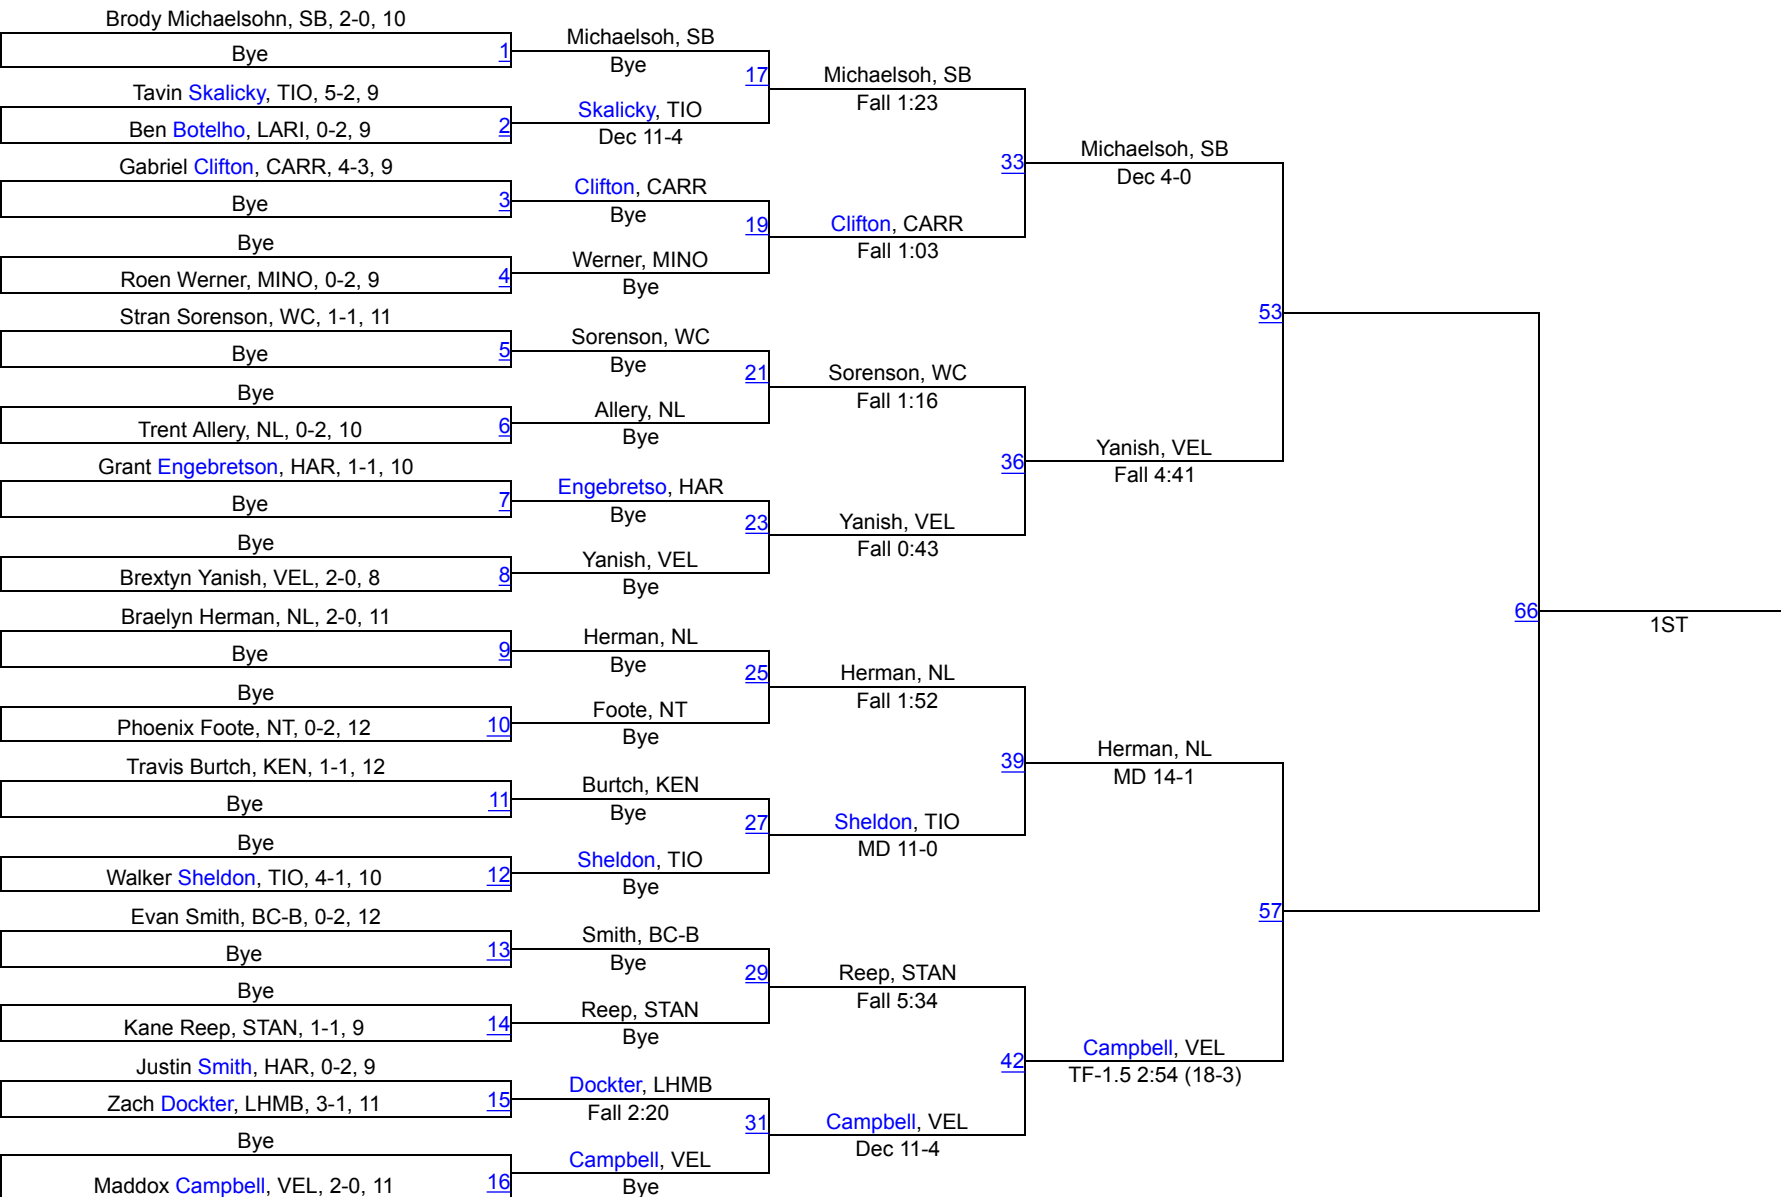 Brody Michaelsohn, SB, 2-0, 10
Bye
1
Tavin Skalicky, TIO, 5-2, 9
Ben Botelho, LARI, 0-2, 9
2
Gabriel Clifton, CARR, 4-3, 9
Bye
3
Bye
Roen Werner, MINO, 0-2, 9
4
Stran Sorenson, WC, 1-1, 11
Bye
5
Bye
Trent Allery, NL, 0-2, 10
6
Grant Engebretson, HAR, 1-1, 10
Bye
7
Bye
Brextyn Yanish, VEL, 2-0, 8
8
Braelyn Herman, NL, 2-0, 11
Bye
9
Bye
Phoenix Foote, NT, 0-2, 12
10
Travis Burtch, KEN, 1-1, 12
Bye
11
Bye
Walker Sheldon, TIO, 4-1, 10
12
Evan Smith, BC-B, 0-2, 12
Bye
13
Bye
Kane Reep, STAN, 1-1, 9
14
Justin Smith, HAR, 0-2, 9
Zach Dockter, LHMB, 3-1, 11
15
Bye
Maddox Campbell, VEL, 2-0, 11
16
Michaelsoh, SB
Bye
17
Skalicky, TIO
Dec 11-4
Clifton, CARR
Bye
19
Werner, MINO
Bye
Sorenson, WC
Bye
21
Allery, NL
Bye
Engebretso, HAR
Bye
23
Yanish, VEL
Bye
Herman, NL
Bye
25
Foote, NT
Bye
Burtch, KEN
Bye
27
Sheldon, TIO
Bye
Smith, BC-B
Bye
29
Reep, STAN
Bye
Dockter, LHMB
Fall 2:20
31
Campbell, VEL
Bye
Michaelsoh, SB
Fall 1:23
33
Clifton, CARR
Fall 1:03
Sorenson, WC
Fall 1:16
36
Yanish, VEL
Fall 0:43
Herman, NL
Fall 1:52
39
Sheldon, TIO
MD 11-0
Reep, STAN
Fall 5:34
42
Campbell, VEL
Dec 11-4
Michaelsoh, SB
Dec 4-0
53
Yanish, VEL
Fall 4:41
Herman, NL
MD 14-1
57
Campbell, VEL
TF-1.5 2:54 (18-3)
66
1ST